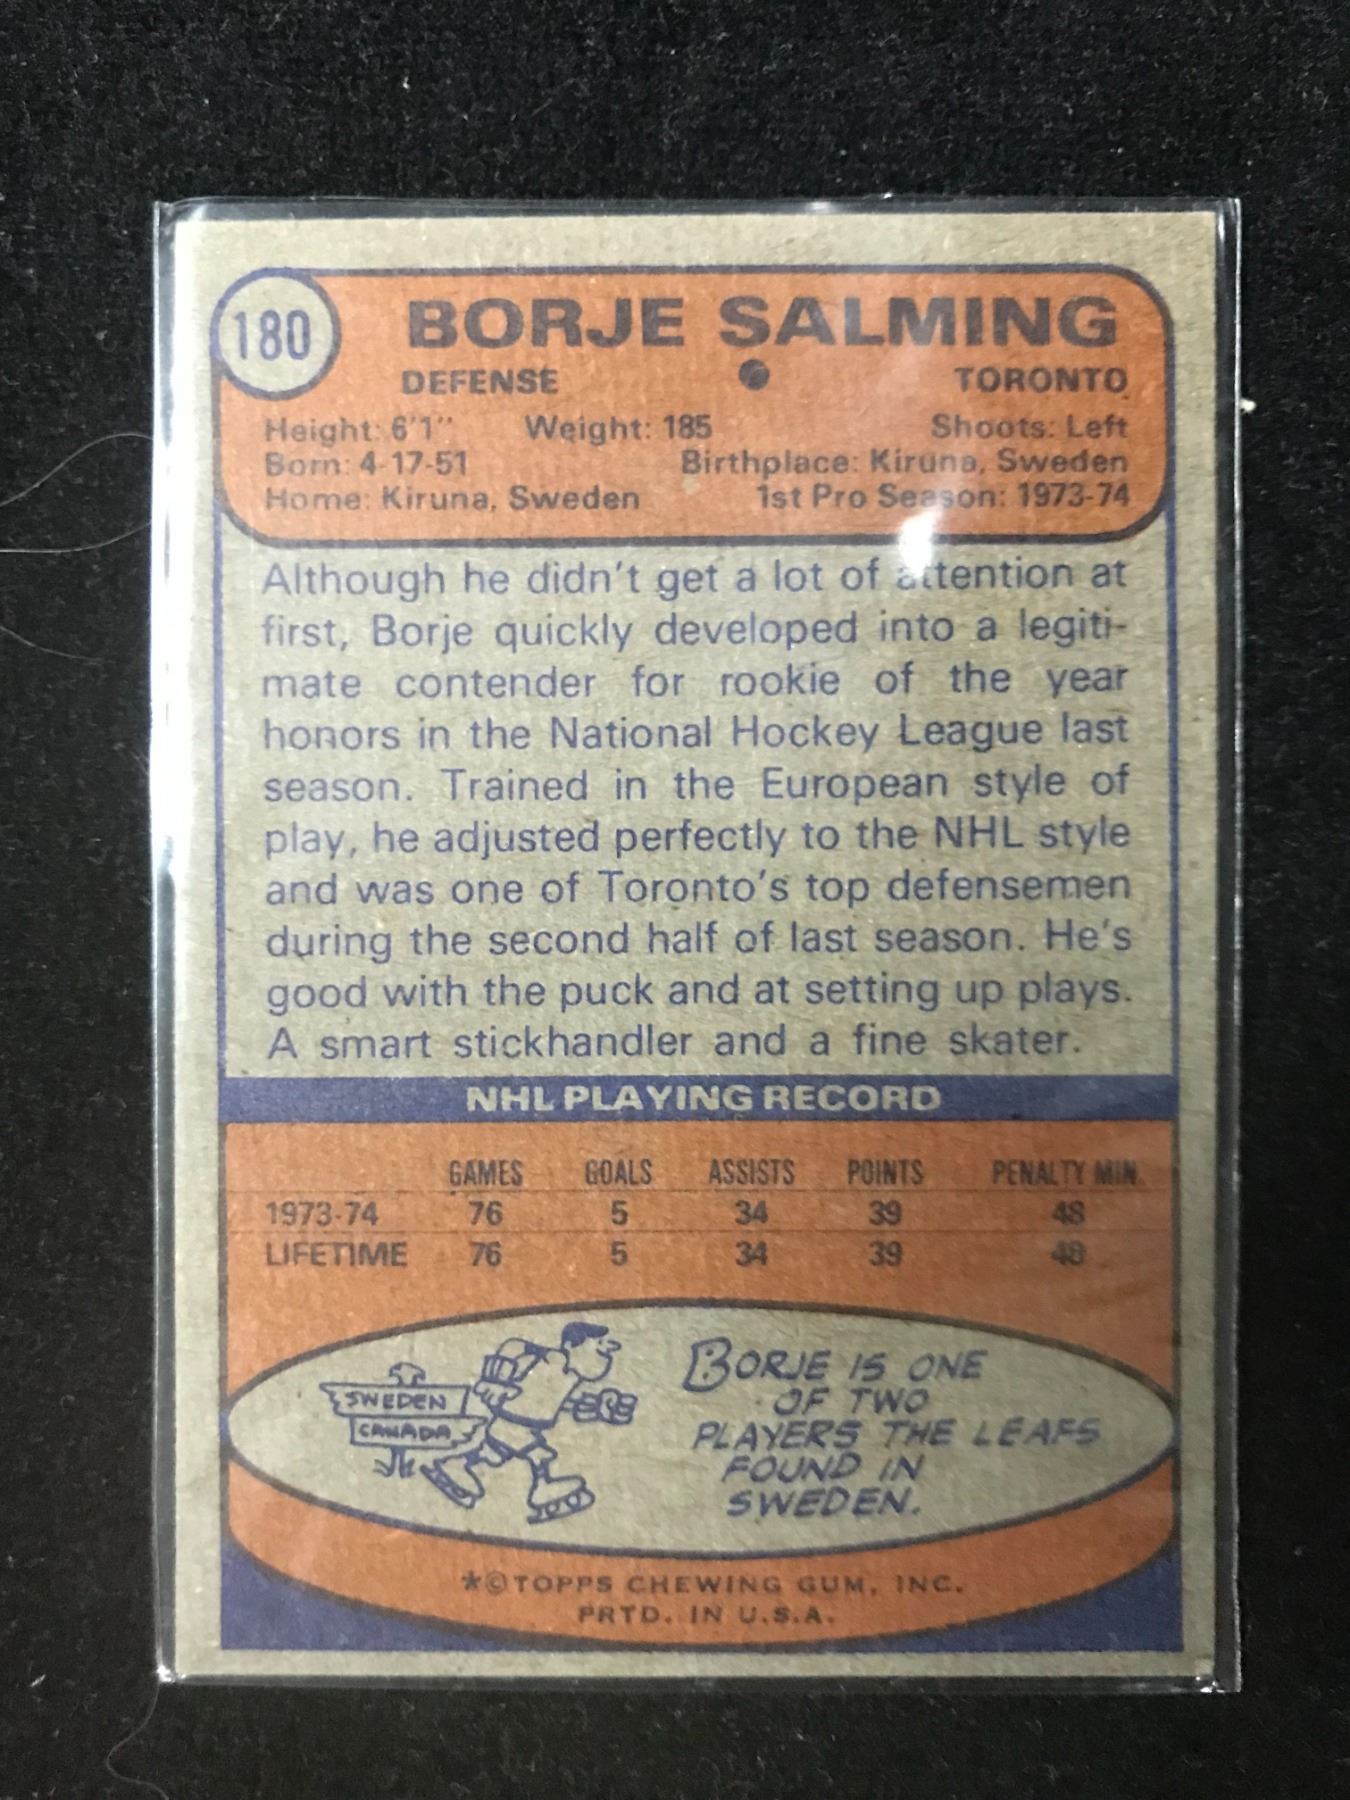 180
BORJE SALMING
DEFENSE TORONTO
Height: 6'1" Weight: 185 Shoots: Left
Born: 4-17-51 Birthplace: Kiruna, Sweden
Home: Kiruna, Sweden 1st Pro Season: 1973-74
Although he didn't get a lot of attention at
first, Borje quickly developed into a legiti-
mate contender for rookie of the year
honors in the National Hockey League last
season. Trained in the European style of
play, he adjusted perfectly to the NHL style
and was one of Toronto's top defensemen
during the second half of last season. He's
good with the puck and at setting up plays.
A smart stickhandler and a fine skater.
NHL PLAYING RECORD
GAMES GOALS ASSISTS POINTS PENALTY MIN.
1973-74 76 5 34 39 48
LIFETIME 76 5 34 39 48
SWEDEN
CANADA
BORJE IS ONE
OF TWO
PLAYERS THE LEAFS
FOUND IN
SWEDEN.
*©TOPPS CHEWING GUM, INC.
PRTD. IN U.S.A.